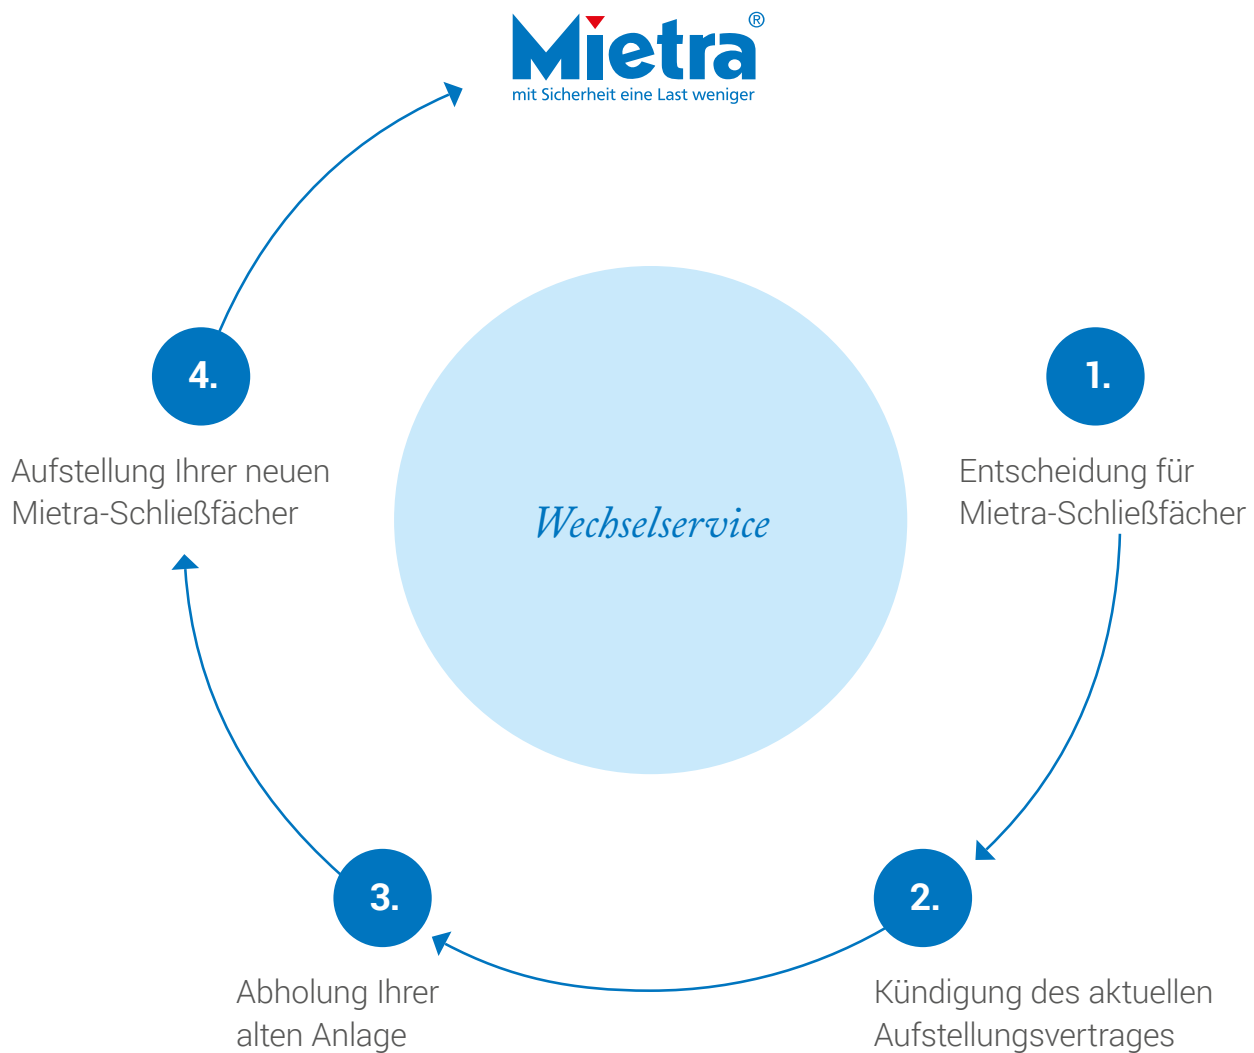 Mietra®
mit Sicherheit eine Last weniger
1.
Entscheidung für
Mietra-Schließfächer
2.
Kündigung des aktuellen
Aufstellungsvertrages
3.
Abholung Ihrer
alten Anlage
4.
Aufstellung Ihrer neuen
Mietra-Schließfächer
Wechselservice